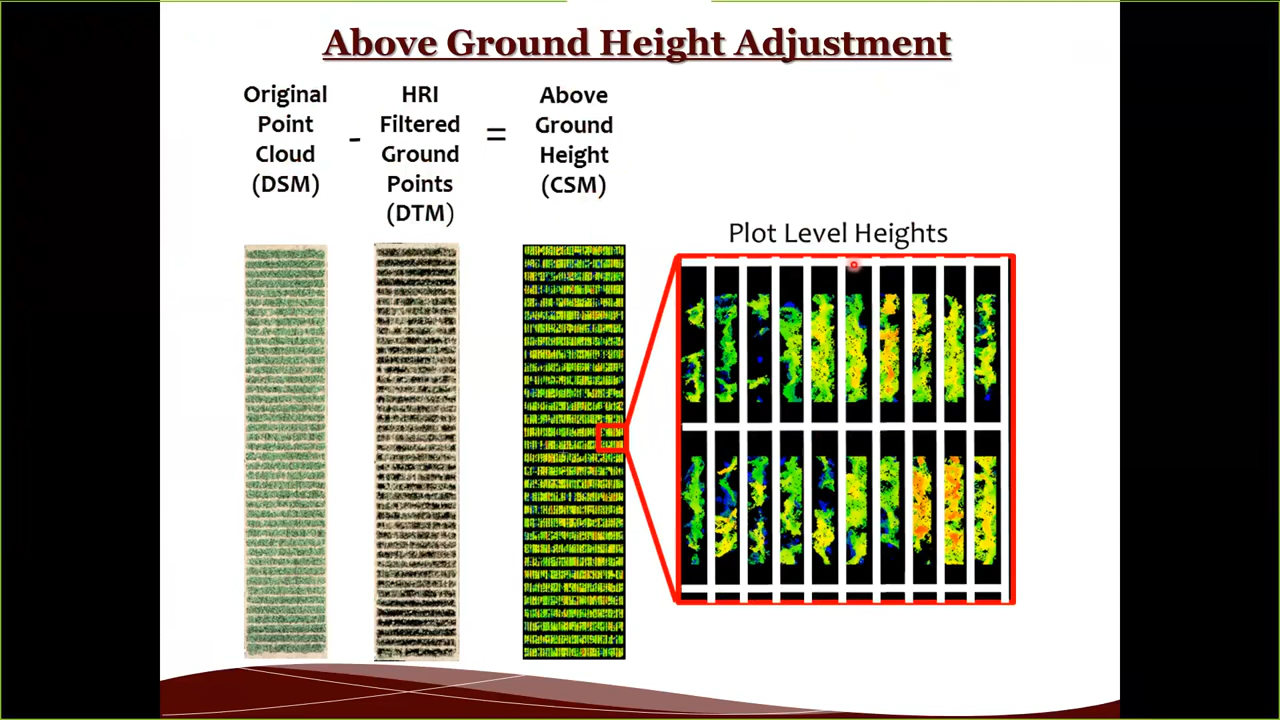 Above Ground Height Adjustment
Original
Point
Cloud
(DSM)
-
HRI
Filtered
Ground
Points
(DTM)
=
Above
Ground
Height
(CSM)
Plot Level Heights